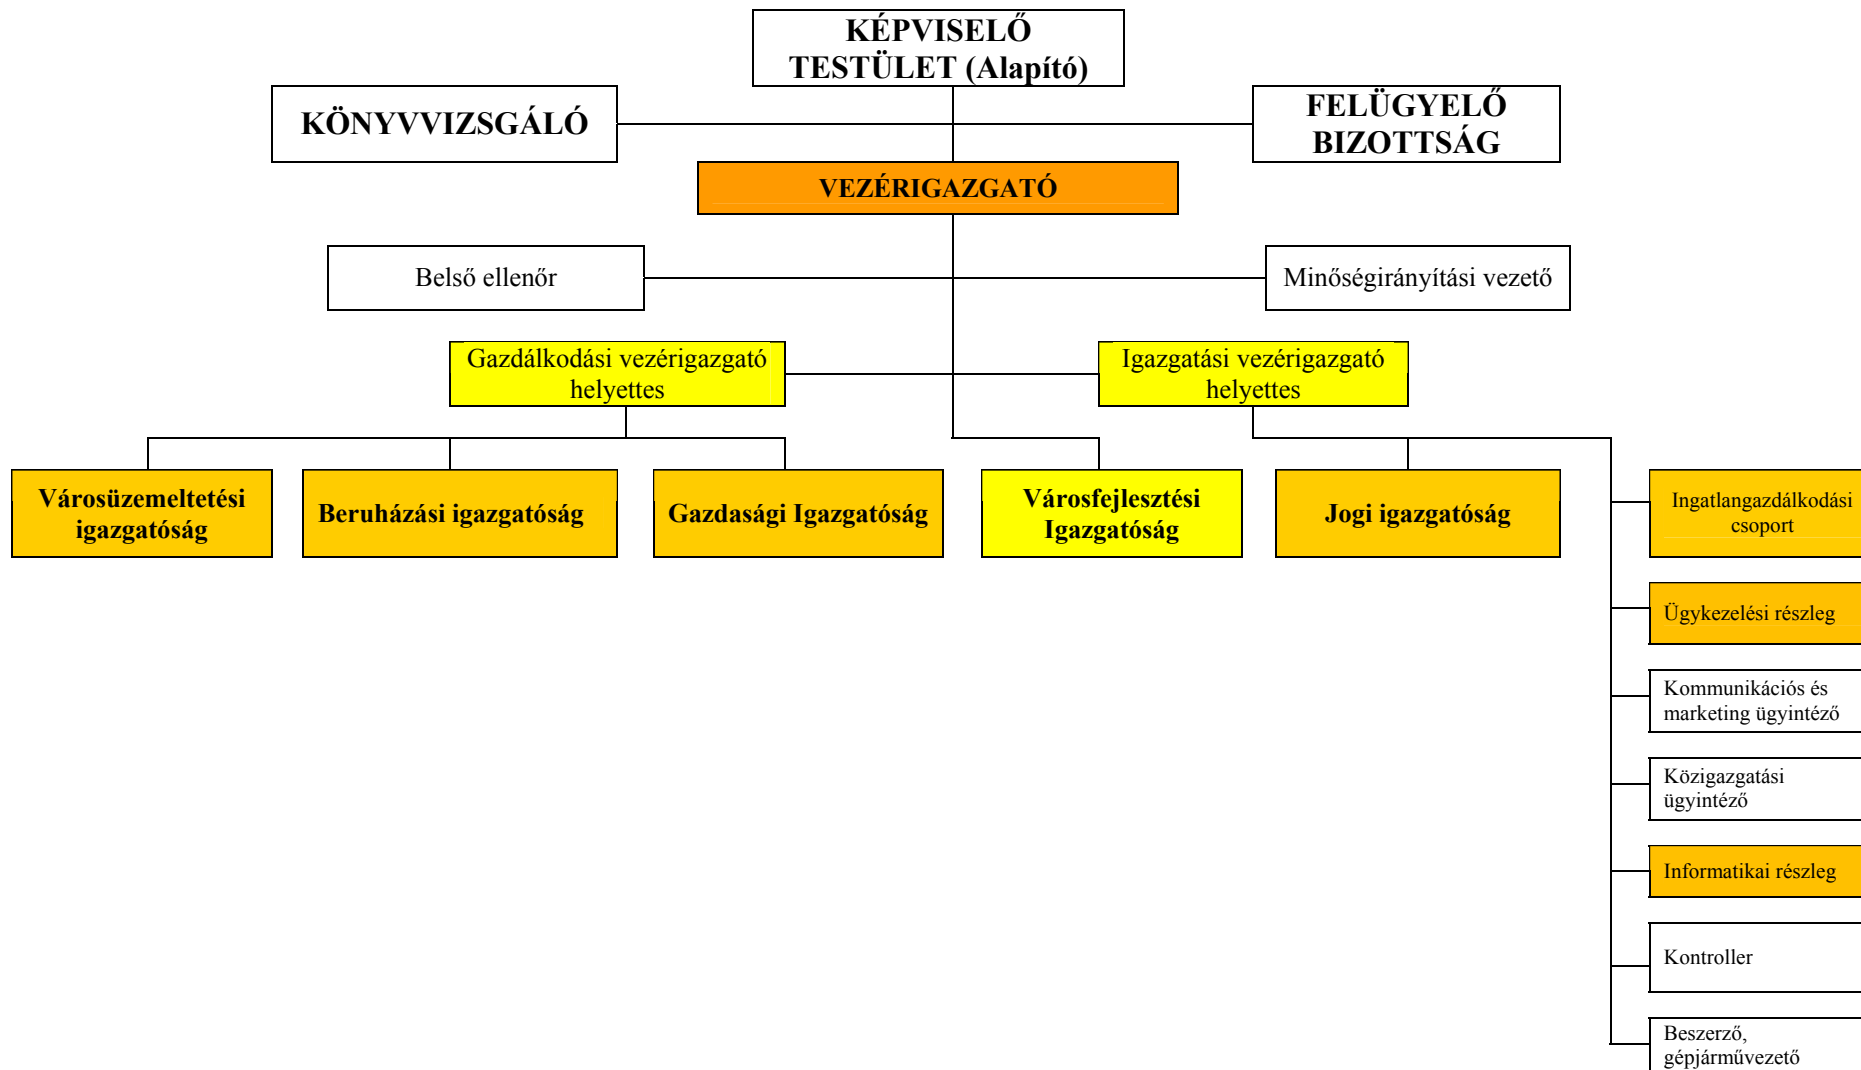 KÉPVISELŐ
TESTÜLET (Alapító)
KÖNYVVIZSGÁLÓ
FELÜGYELŐ
BIZOTTSÁG
VEZÉRIGAZGATÓ
Belső ellenőr
Minőségirányítási vezető
Gazdálkodási vezérigazgató
helyettes
Igazgatási vezérigazgató
helyettes
Városüzemeltetési
igazgatóság
Beruházási igazgatóság
Gazdasági Igazgatóság
Városfejlesztési
Igazgatóság
Jogi igazgatóság
Ingatlangazdálkodási
csoport
Ügykezelési részleg
Kommunikációs és
marketing ügyintéző
Közigazgatási
ügyintéző
Informatikai részleg
Kontroller
Beszerző,
gépjárművezető